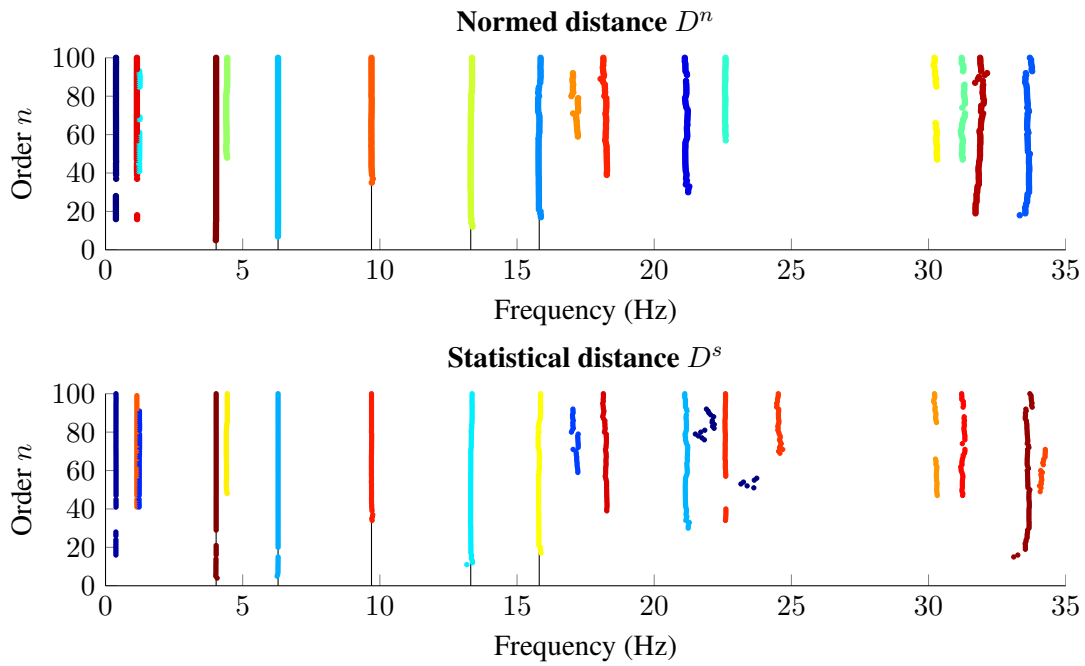 Normed distance Dⁿ
100
80
60
40
20
0
Order n
0 5 10 15 20 25 30 35
Frequency (Hz)
Statistical distance Dˢ
100
80
60
40
20
0
Order n
0 5 10 15 20 25 30 35
Frequency (Hz)